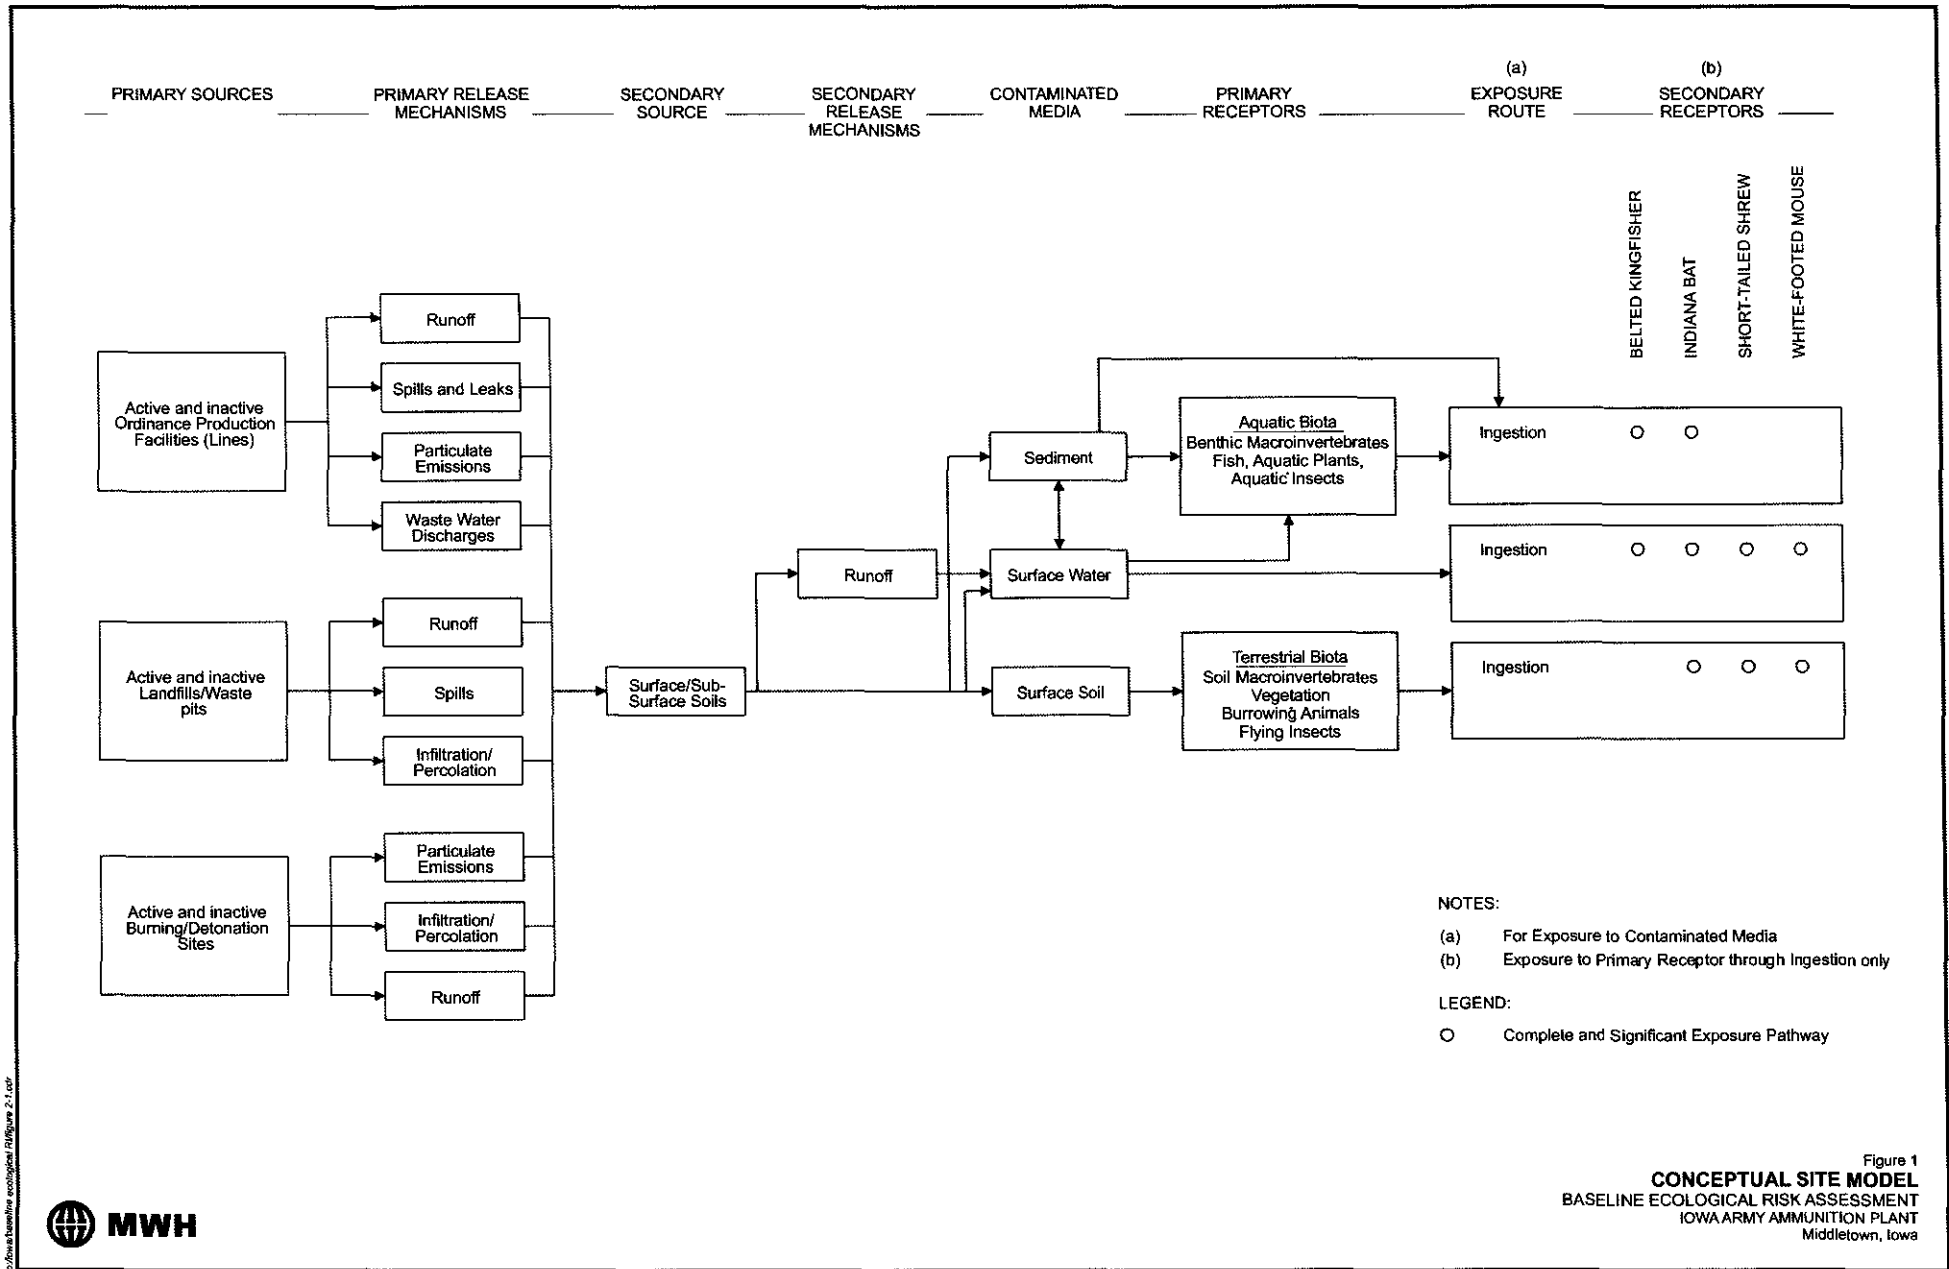 (a)
(b)
PRIMARY SOURCES
PRIMARY RELEASE
MECHANISMS
SECONDARY
SOURCE
SECONDARY
RELEASE
MECHANISMS
CONTAMINATED
MEDIA
PRIMARY
RECEPTORS
EXPOSURE
ROUTE
SECONDARY
RECEPTORS
BELTED KINGFISHER
INDIANA BAT
SHORT-TAILED SHREW
WHITE-FOOTED MOUSE
Active and inactive
Ordinance Production
Facilities (Lines)
Runoff
Spills and Leaks
Particulate
Emissions
Waste Water
Discharges
Active and inactive
Landfills/Waste
pits
Runoff
Spills
Infiltration/
Percolation
Active and inactive
Burning/Detonation
Sites
Particulate
Emissions
Infiltration/
Percolation
Runoff
Surface/Sub-
Surface Soils
Runoff
Sediment
Surface Water
Surface Soil
Aquatic Biota
Benthic Macroinvertebrates
Fish, Aquatic Plants,
Aquatic Insects
Terrestrial Biota
Soil Macroinvertebrates
Vegetation
Burrowing Animals
Flying Insects
Ingestion
Ingestion
Ingestion
NOTES:
(a) For Exposure to Contaminated Media
(b) Exposure to Primary Receptor through Ingestion only
LEGEND:
O Complete and Significant Exposure Pathway
Figure 1
CONCEPTUAL SITE MODEL
BASELINE ECOLOGICAL RISK ASSESSMENT
IOWA ARMY AMMUNITION PLANT
Middletown, Iowa
MWH
ecological RI/figure 2-1.cdr